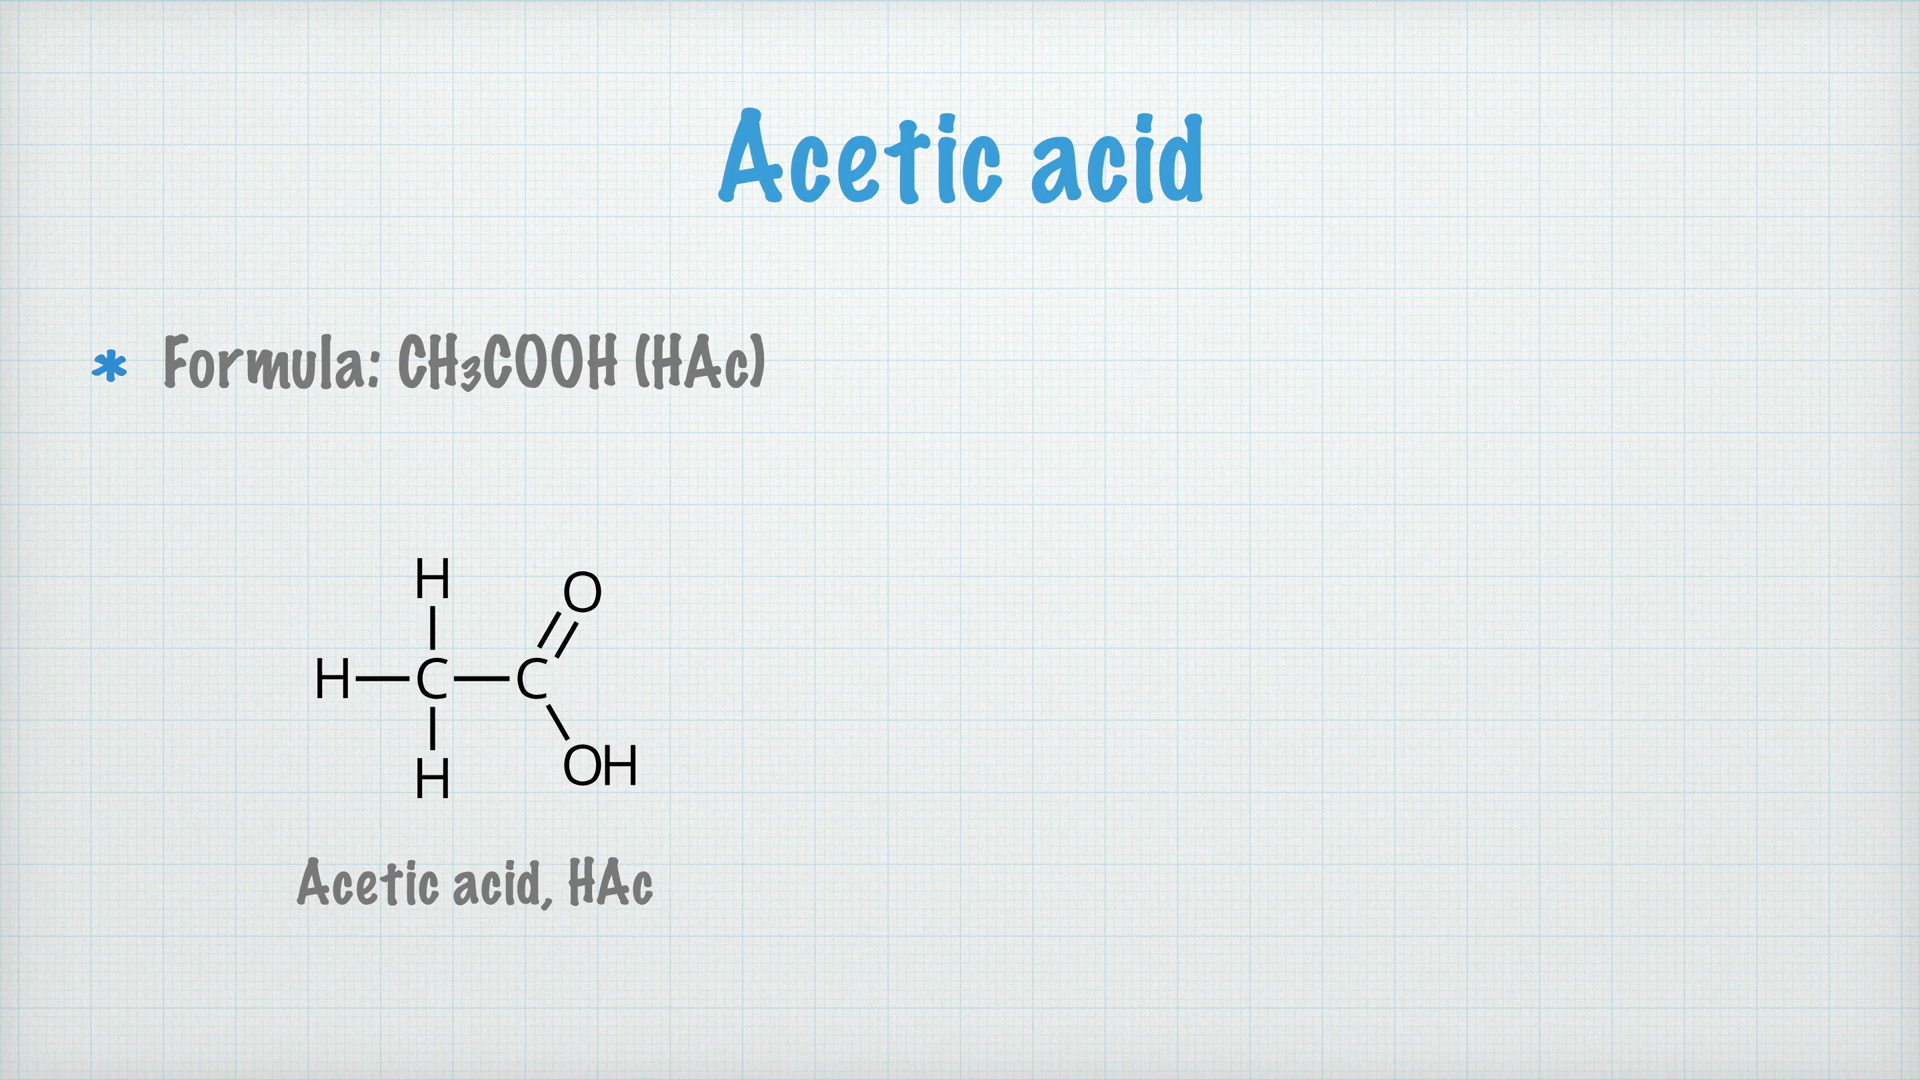 Acetic acid
* Formula: CH₃COOH (HAc)
H
O
H C C
H
OH
Acetic acid, HAc